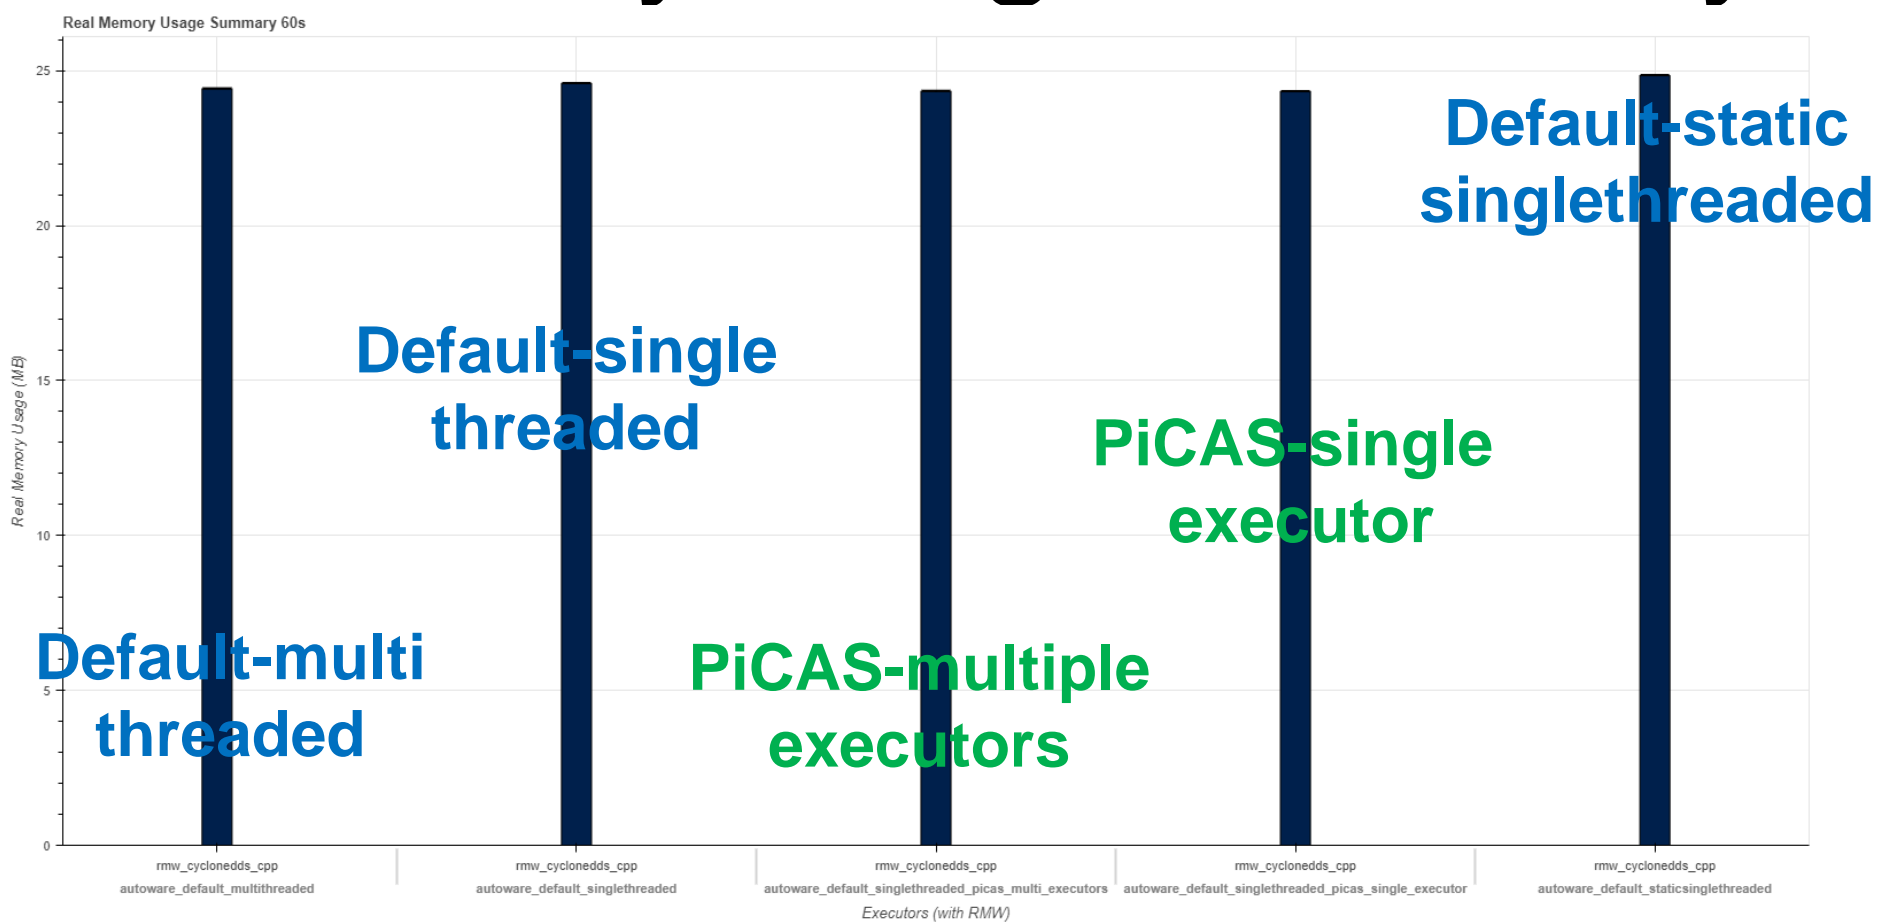 Real Memory Usage Summary 60s
25
20
15
10
5
0
Real Memory Usage (MB)
Default-static
singlethreaded
Default-single
threaded
PiCAS-single
executor
Default-multi
threaded
PiCAS-multiple
executors
rmw_cyclonedds_cpp rmw_cyclonedds_cpp rmw_cyclonedds_cpp rmw_cyclonedds_cpp rmw_cyclonedds_cpp
autoware_default_multithreaded autoware_default_singlethreaded autoware_default_singlethreaded_picas_multi_executors autoware_default_singlethreaded_picas_single_executor autoware_default_staticsinglethreaded
Executors (with RMW)